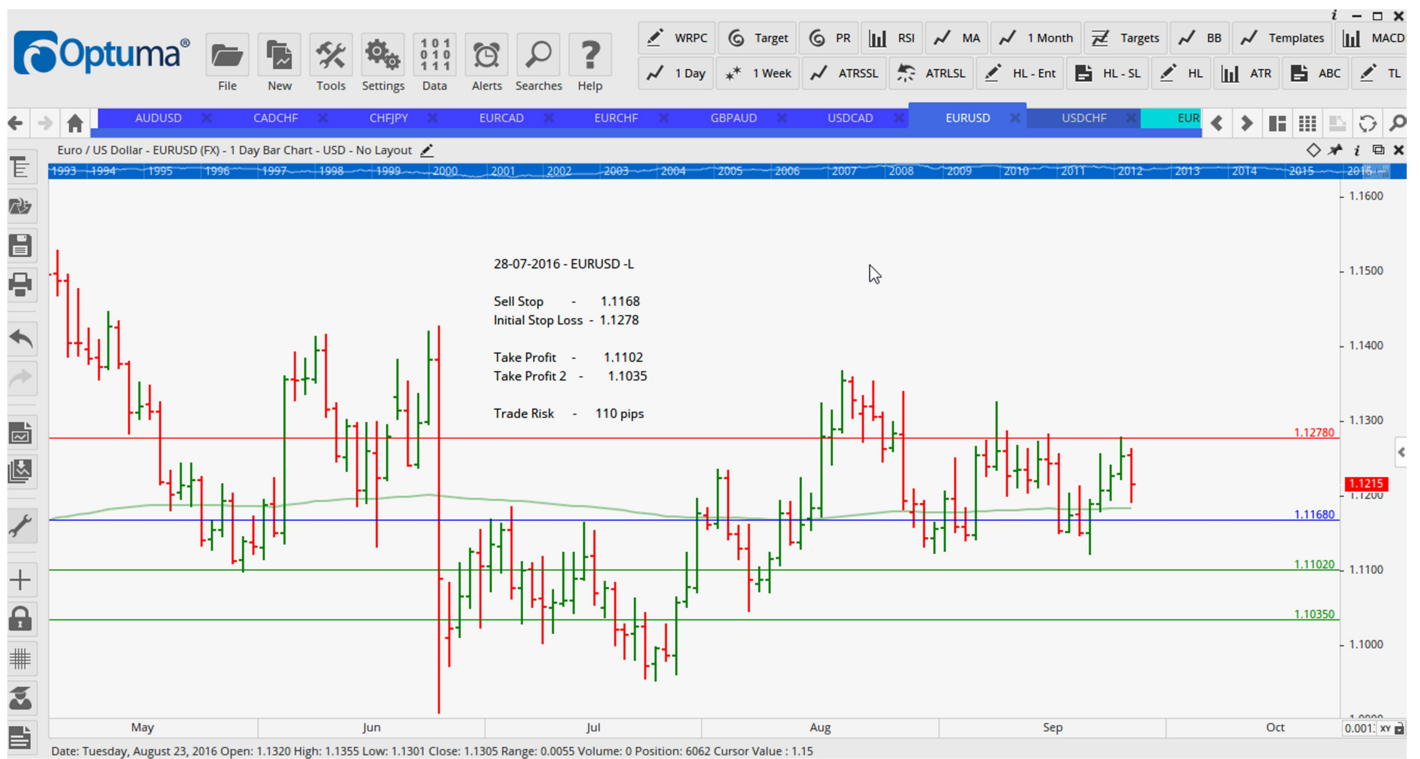 Optuma®
File
New
Tools
Settings
101
010
111
Data
Alerts
Searches
?
Help
WRPC
Target
PR
RSI
MA
1 Month
Targets
BB
Templates
MACD
1 Day
1 Week
ATRSSL
ATRLSL
HL - Ent
HL - SL
HL
ATR
ABC
TL
AUDUSD
CADCHF
CHFJPY
EURCAD
EURCHF
GBPAUD
USDCAD
EURUSD
USDCHF
EUR
Euro / US Dollar - EURUSD (FX) - 1 Day Bar Chart - USD - No Layout
1993 1994 1995 1996 1997 1998 1999 2000 2001 2002 2003 2004 2005 2006 2007 2008 2009 2010 2011 2012 2013 2014 2015 2016
1.1600
28-07-2016 - EURUSD -L
1.1500
Sell Stop - 1.1168
Initial Stop Loss - 1.1278
1.1400
Take Profit - 1.1102
Take Profit 2 - 1.1035
Trade Risk - 110 pips
1.1300
1.12780
1.1215
1.1200
1.11680
1.11020
1.1100
1.10350
1.1000
May
Jun
Jul
Aug
Sep
Oct
XY
Date: Tuesday, August 23, 2016 Open: 1.1320 High: 1.1355 Low: 1.1301 Close: 1.1305 Range: 0.0055 Volume: 0 Position: 6062 Cursor Value : 1.15